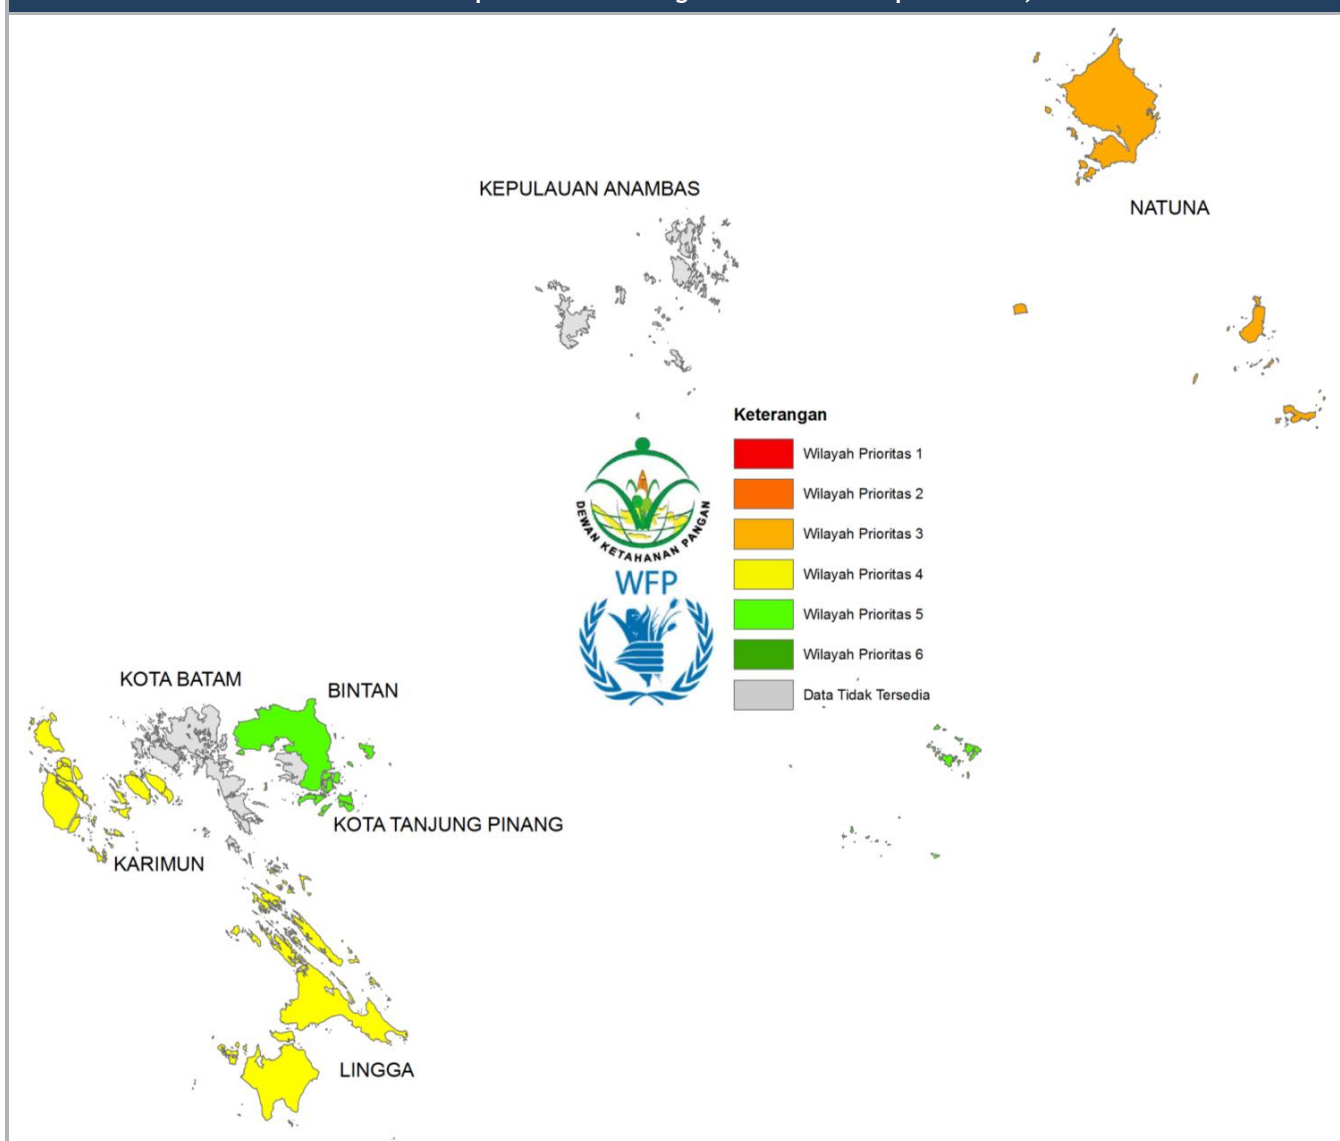 KEPULAUAN ANAMBAS
NATUNA
Keterangan
Wilayah Prioritas 1
Wilayah Prioritas 2
Wilayah Prioritas 3
Wilayah Prioritas 4
Wilayah Prioritas 5
Wilayah Prioritas 6
Data Tidak Tersedia
DEWAN KETAHANAN PANGAN
WFP
KOTA BATAM
BINTAN
KOTA TANJUNG PINANG
KARIMUN
LINGGA